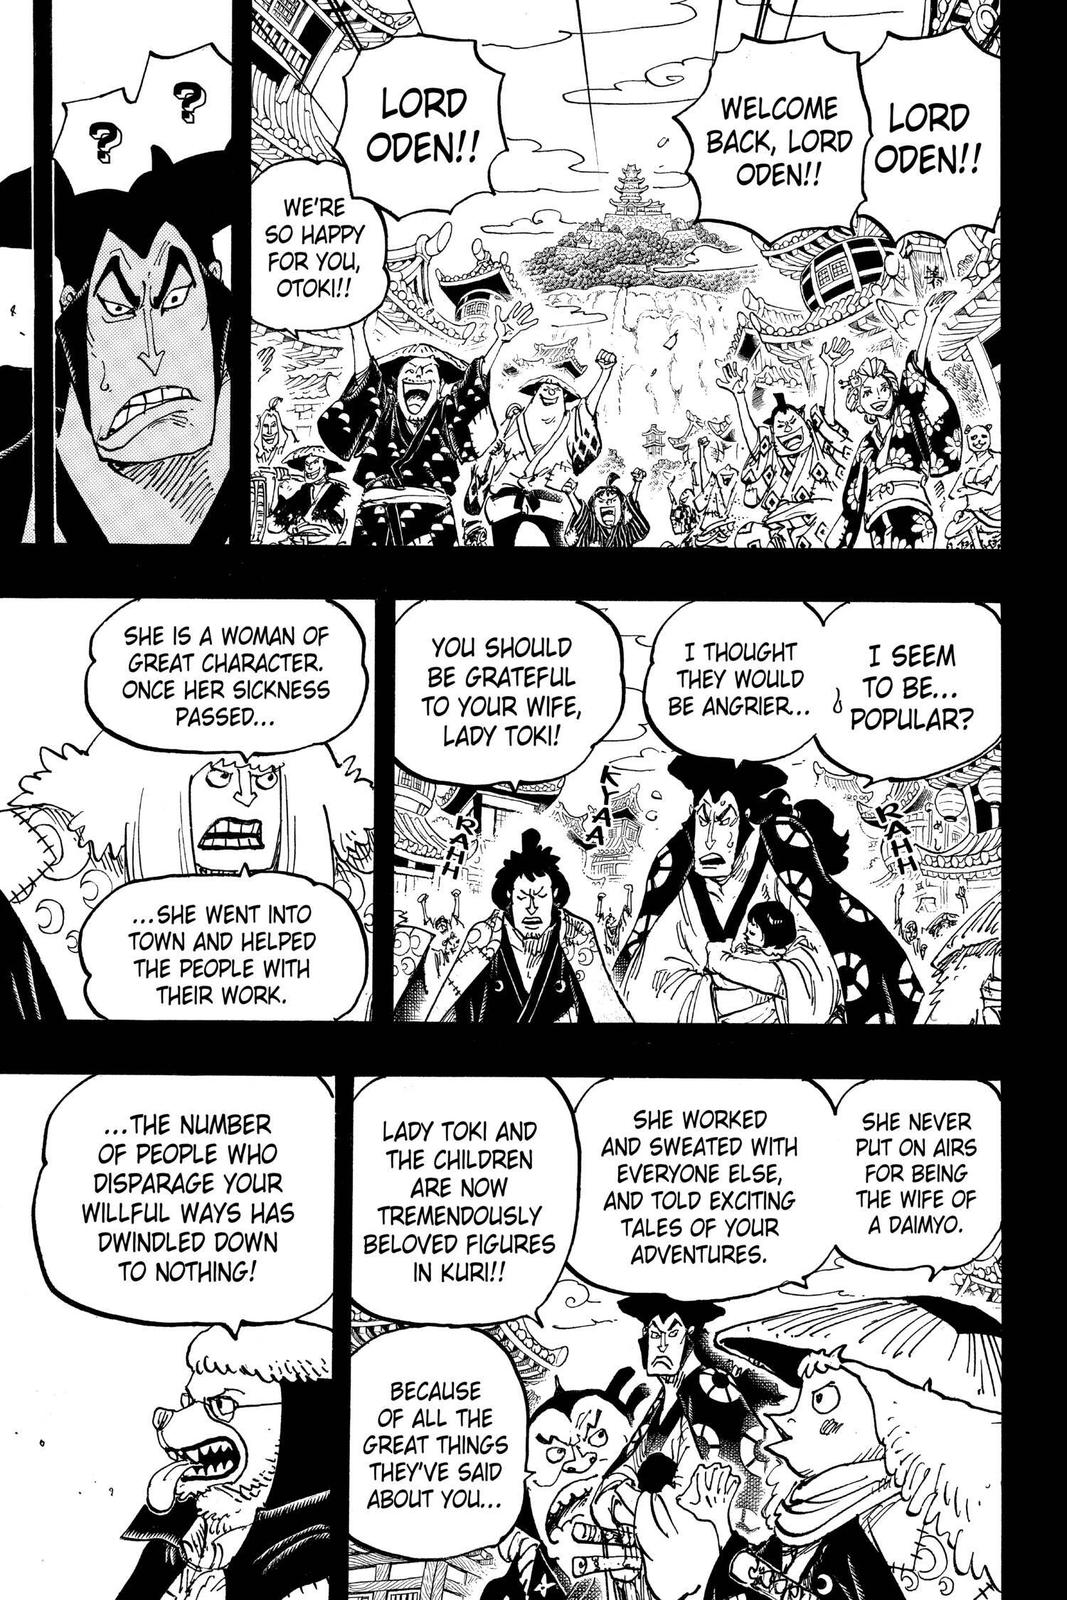 LORD
ODEN!!
WELCOME
BACK, LORD
ODEN!!
LORD
ODEN!!
WE'RE
SO HAPPY
FOR YOU,
OTOKI!!
?
?
I SEEM
TO BE...
POPULAR?
I THOUGHT
THEY WOULD
BE ANGRIER...
YOU SHOULD
BE GRATEFUL
TO YOUR WIFE,
LADY TOKI!
RAHH
KYAA
RAHH
SHE IS A WOMAN OF
GREAT CHARACTER.
ONCE HER SICKNESS
PASSED...
...SHE WENT INTO
TOWN AND HELPED
THE PEOPLE WITH
THEIR WORK.
SHE NEVER
PUT ON AIRS
FOR BEING
THE WIFE OF
A DAIMYO.
SHE WORKED
AND SWEATED WITH
EVERYONE ELSE,
AND TOLD EXCITING
TALES OF YOUR
ADVENTURES.
LADY TOKI AND
THE CHILDREN
ARE NOW
TREMENDOUSLY
BELOVED FIGURES
IN KURI!!
BECAUSE
OF ALL THE
GREAT THINGS
THEY'VE SAID
ABOUT YOU...
...THE NUMBER
OF PEOPLE WHO
DISPARAGE YOUR
WILLFUL WAYS HAS
DWINDLED DOWN
TO NOTHING!